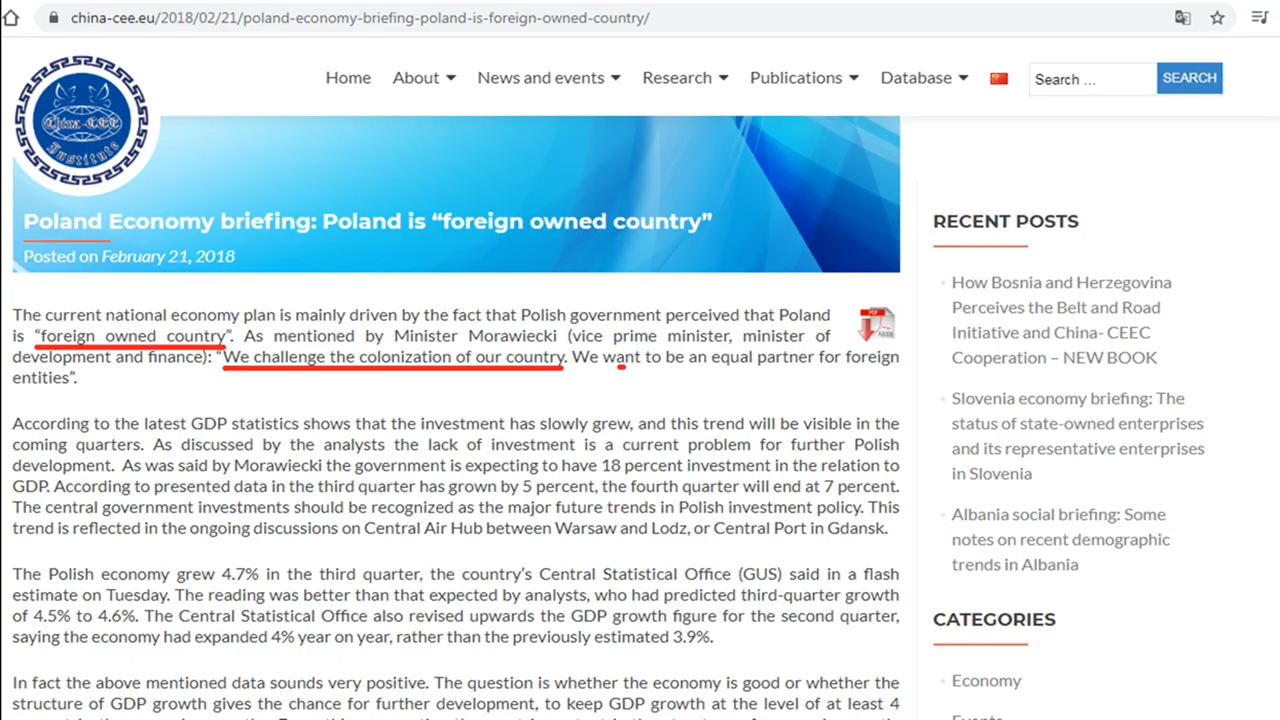 china-cee.eu/2018/02/21/poland-economy-briefing-poland-is-foreign-owned-country/
Home About News and events Research Publications Database Search ... SEARCH
China-CEE
Institute
Poland Economy briefing: Poland is “foreign owned country”
Posted on February 21, 2018
The current national economy plan is mainly driven by the fact that Polish government perceived that Poland
is “foreign owned country”. As mentioned by Minister Morawiecki (vice prime minister, minister of
development and finance): “We challenge the colonization of our country. We want to be an equal partner for foreign
entities”.
PDF
According to the latest GDP statistics shows that the investment has slowly grew, and this trend will be visible in the
coming quarters. As discussed by the analysts the lack of investment is a current problem for further Polish
development. As was said by Morawiecki the government is expecting to have 18 percent investment in the relation to
GDP. According to presented data in the third quarter has grown by 5 percent, the fourth quarter will end at 7 percent.
The central government investments should be recognized as the major future trends in Polish investment policy. This
trend is reflected in the ongoing discussions on Central Air Hub between Warsaw and Lodz, or Central Port in Gdansk.
The Polish economy grew 4.7% in the third quarter, the country’s Central Statistical Office (GUS) said in a flash
estimate on Tuesday. The reading was better than that expected by analysts, who had predicted third-quarter growth
of 4.5% to 4.6%. The Central Statistical Office also revised upwards the GDP growth figure for the second quarter,
saying the economy had expanded 4% year on year, rather than the previously estimated 3.9%.
In fact the above mentioned data sounds very positive. The question is whether the economy is good or whether the
structure of GDP growth gives the chance for further development, to keep GDP growth at the level of at least 4
RECENT POSTS
How Bosnia and Herzegovina
Perceives the Belt and Road
Initiative and China- CEEC
Cooperation – NEW BOOK
Slovenia economy briefing: The
status of state-owned enterprises
and its representative enterprises
in Slovenia
Albania social briefing: Some
notes on recent demographic
trends in Albania
CATEGORIES
Economy
Events